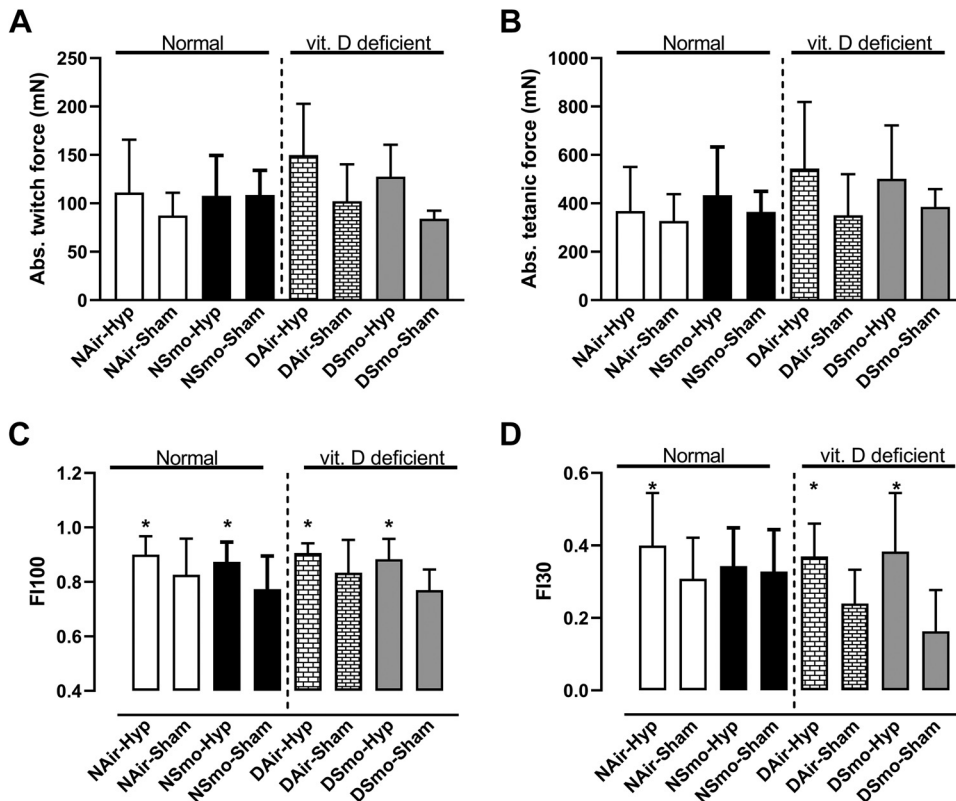 A
Normal
vit. D deficient
Abs. twitch force (mN)
250
200
150
100
50
0
NAir-Hyp
NAir-Sham
NSmo-Hyp
NSmo-Sham
DAir-Hyp
DAir-Sham
DSmo-Hyp
DSmo-Sham
B
Normal
vit. D deficient
Abs. tetanic force (mN)
1000
800
600
400
200
0
NAir-Hyp
NAir-Sham
NSmo-Hyp
NSmo-Sham
DAir-Hyp
DAir-Sham
DSmo-Hyp
DSmo-Sham
C
Normal
vit. D deficient
FI100
1.2
1.0
0.8
0.6
0.4
* * * *
NAir-Hyp
NAir-Sham
NSmo-Hyp
NSmo-Sham
DAir-Hyp
DAir-Sham
DSmo-Hyp
DSmo-Sham
D
Normal
vit. D deficient
FI30
0.6
0.4
0.2
0.0
* * *
NAir-Hyp
NAir-Sham
NSmo-Hyp
NSmo-Sham
DAir-Hyp
DAir-Sham
DSmo-Hyp
DSmo-Sham